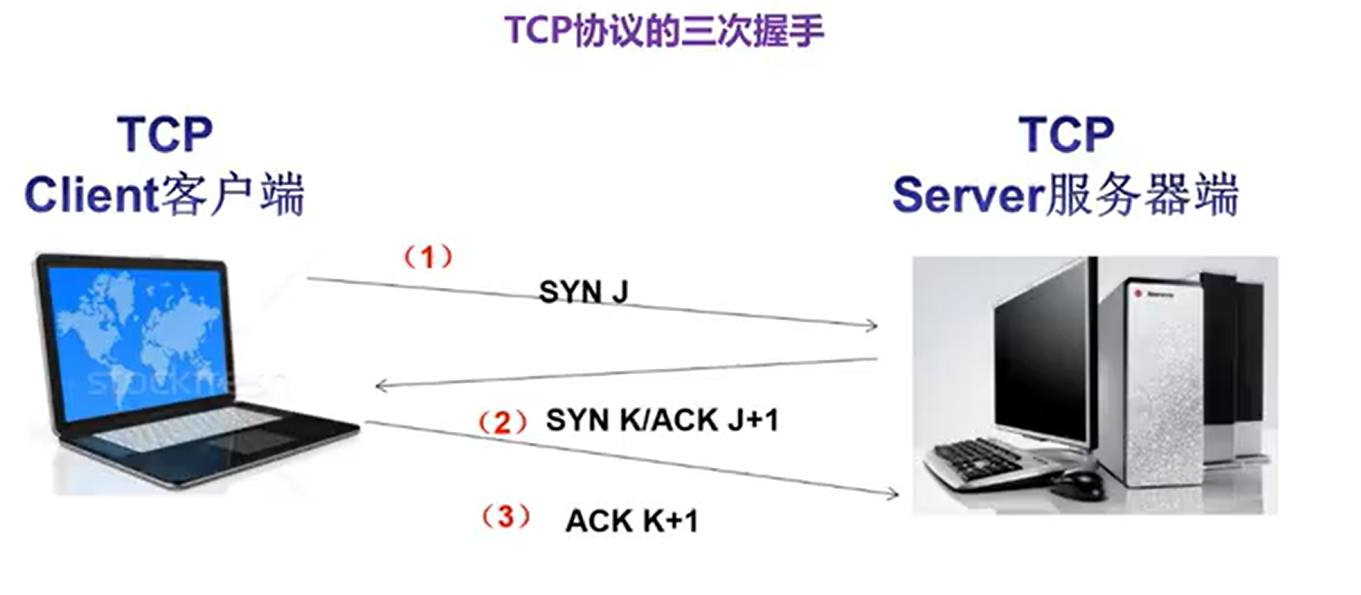 TCP协议的三次握手
TCP
Client客户端
TCP
Server服务器端
（1）
SYN J
（2） SYN K/ACK J+1
（3） ACK K+1